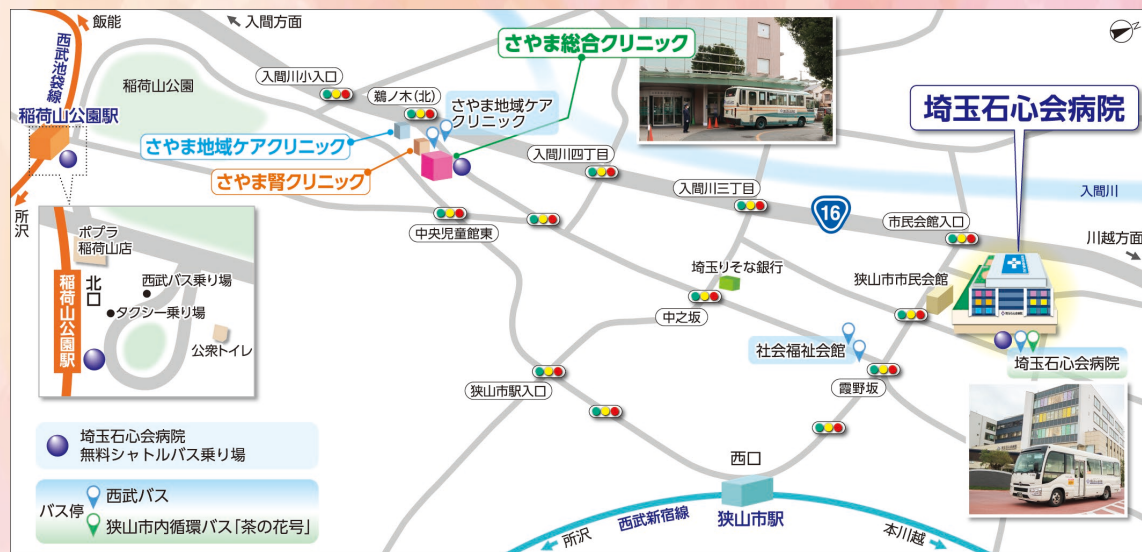 飯能
入間方面
さやま総合クリニック
西武池袋線
稲荷山公園
入間川小入口
鵜ノ木(北)
さやま地域ケア
クリニック
埼玉石心会病院
稲荷山公園駅
さやま地域ケアクリニック
さやま腎クリニック
入間川四丁目
入間川三丁目
16
入間川
所沢
中央児童館東
市民会館入口
川越方面
ポプラ
稲荷山店
北口
西武バス乗り場
タクシー乗り場
稲荷山公園駅
公衆トイレ
埼玉りそな銀行
狭山市市民会館
中之坂
社会福祉会館
埼玉石心会病院
狭山市駅入口
霞野坂
埼玉石心会病院
無料シャトルバス乗り場
バス停
西武バス
狭山市内循環バス「茶の花号」
西口
所沢
西武新宿線
狭山市駅
本川越